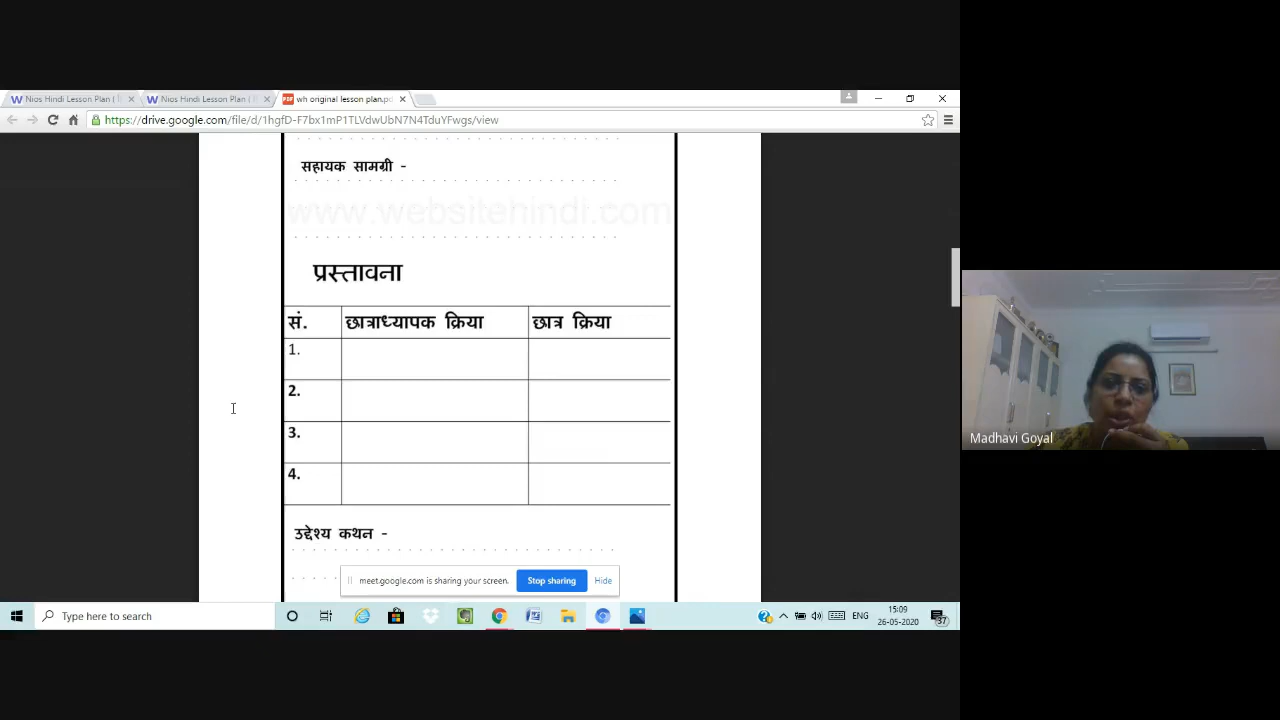 Nios Hindi Lesson Plan (
Nios Hindi Lesson Plan (
wh original lesson plan.pd
https://drive.google.com/file/d/1hgfD-F7bx1mP1TLVdwUbN7N4TduYFwgs/view
सहायक सामग्री -
www.websitehindi.com
प्रस्तावना
सं. छात्राध्यापक क्रिया छात्र क्रिया
1.
2.
3.
4.
उद्देश्य कथन -
meet.google.com is sharing your screen. Stop sharing Hide
Madhavi Goyal
Type here to search
ENG
15:09
26-05-2020
37